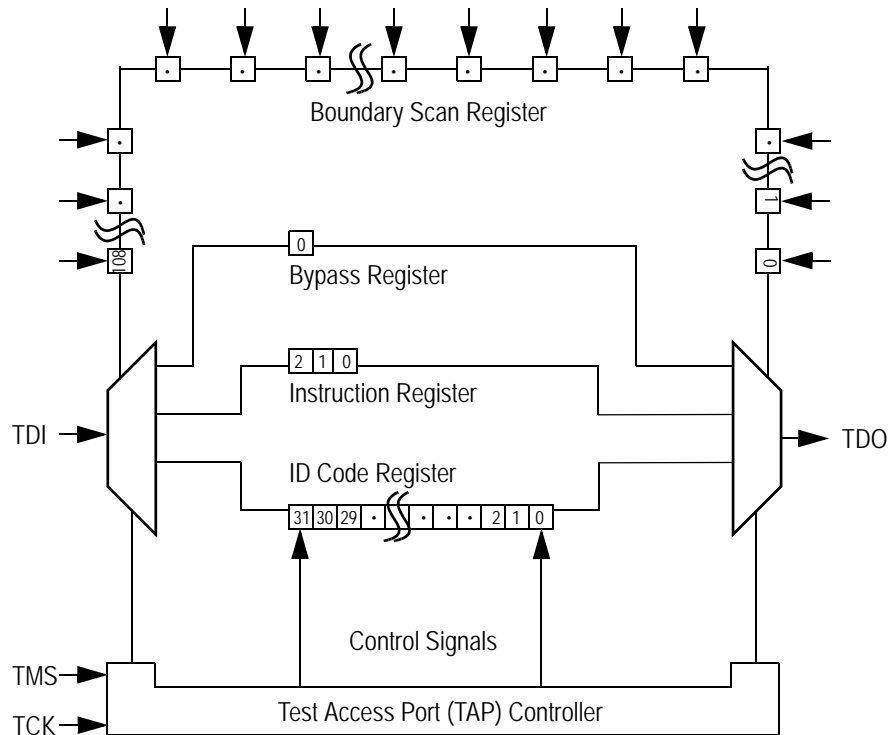 Boundary Scan Register
1
108
0
0
Bypass Register
2 1 0
Instruction Register
TDI
TDO
ID Code Register
31 30 29 · · · · 2 1 0
Control Signals
TMS
Test Access Port (TAP) Controller
TCK